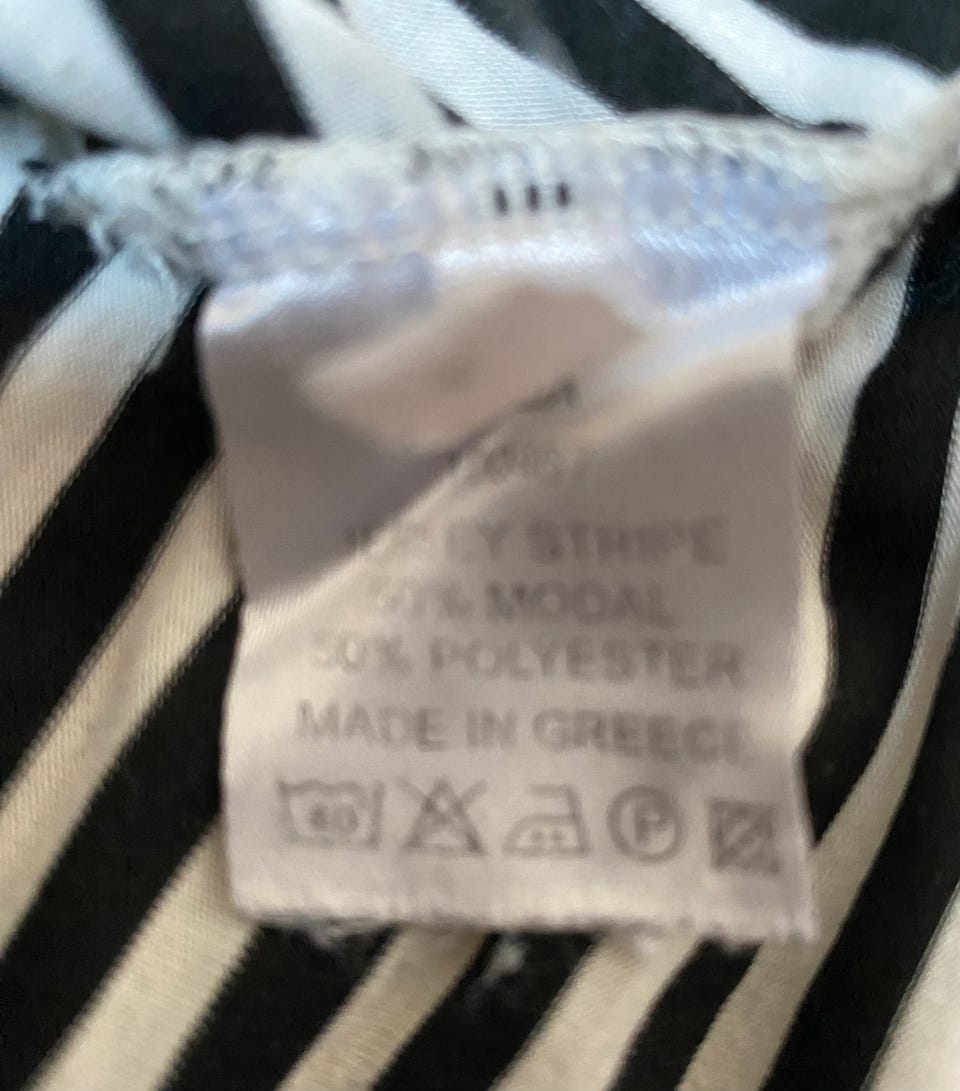 STRIPE
50% MODAL
50% POLYESTER
MADE IN GREECE
40
P